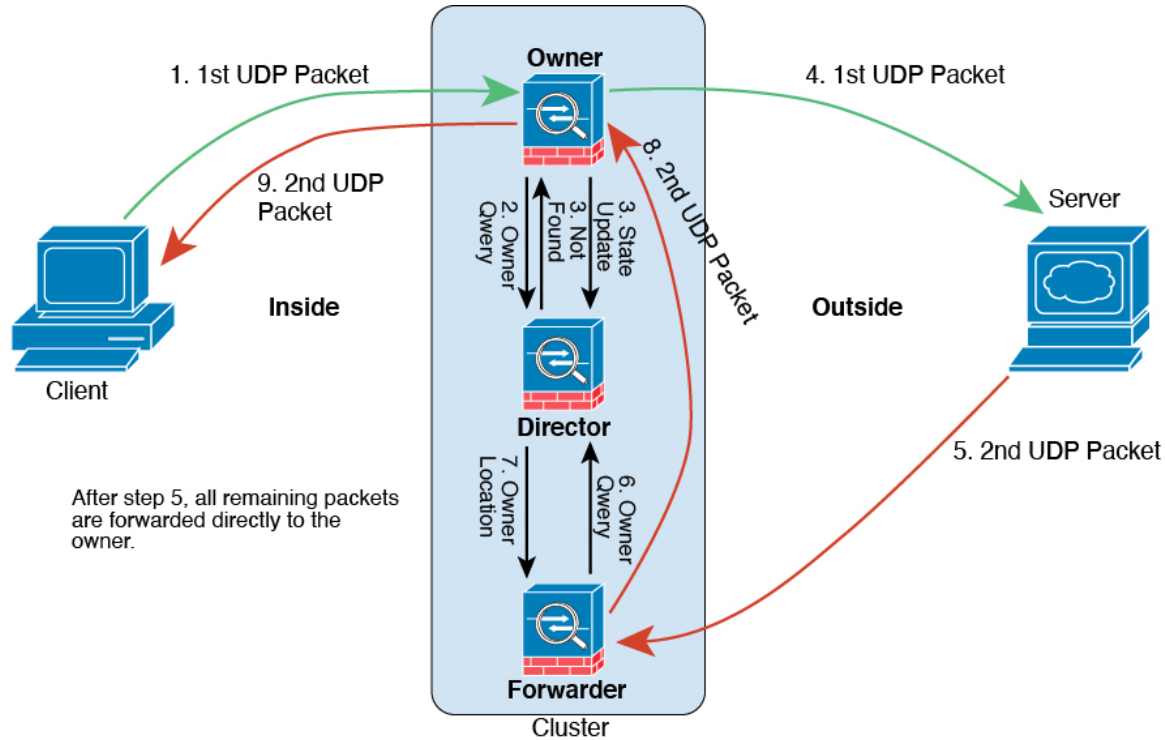 Owner
1. 1st UDP Packet
4. 1st UDP Packet
9. 2nd UDP
Packet
2. Owner
Qwery
3. Not
Found
3. State
Update
8. 2nd UDP Packet
Server
Inside
Outside
Client
Director
5. 2nd UDP Packet
7. Owner
Location
6. Owner
Qwery
After step 5, all remaining packets
are forwarded directly to the
owner.
Forwarder
Cluster